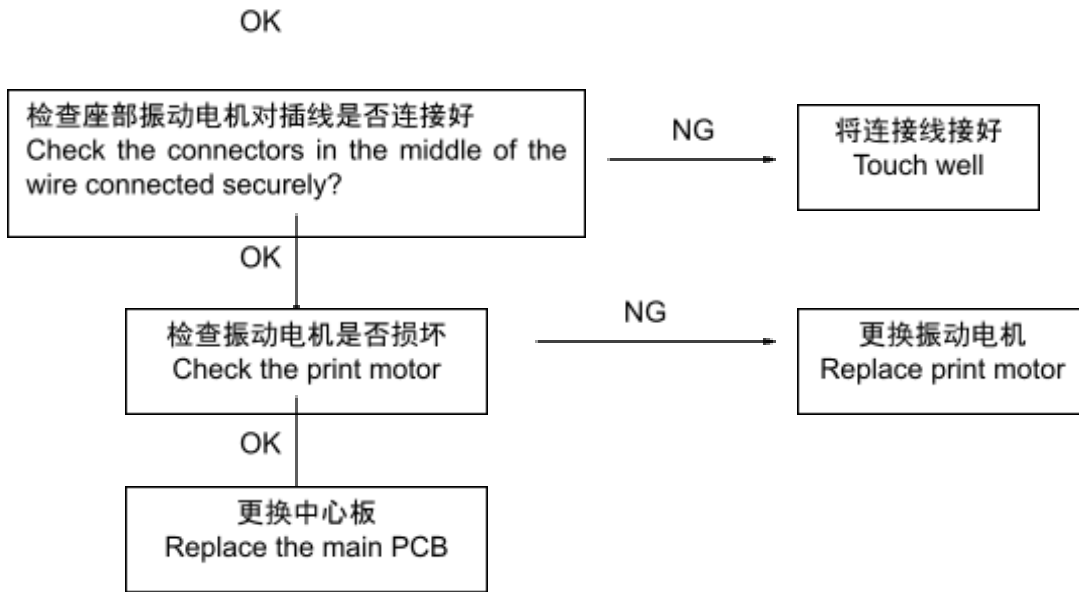 OK
检查座部振动电机对插线是否连接好
Check the connectors in the middle of the
wire connected securely?
NG
将连接线接好
Touch well
OK
检查振动电机是否损坏
Check the print motor
NG
更换振动电机
Replace print motor
OK
更换中心板
Replace the main PCB